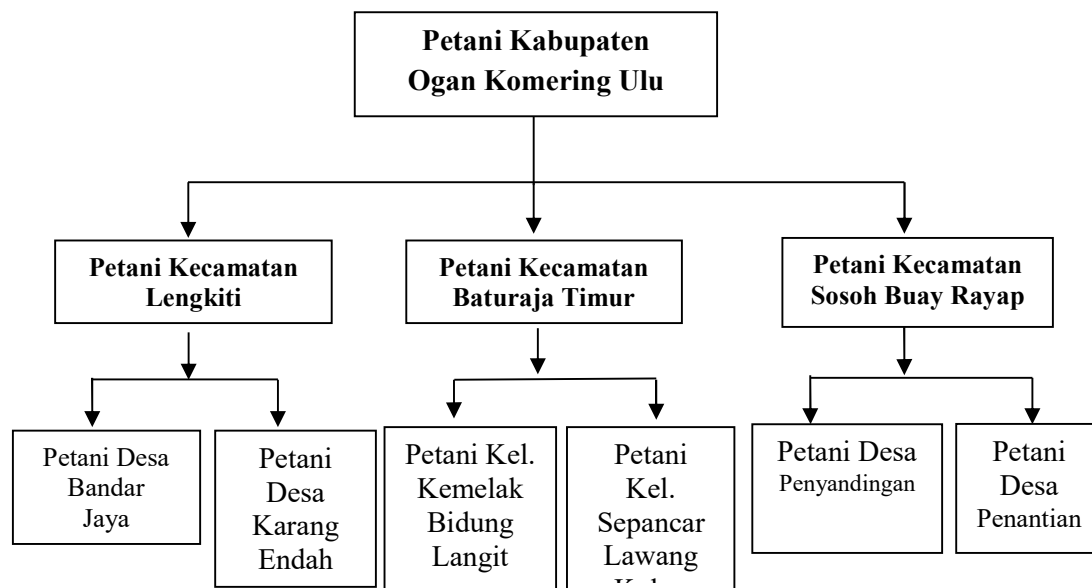 Petani Kabupaten
Ogan Komering Ulu
Petani Kecamatan
Lengkiti
Petani Kecamatan
Baturaja Timur
Petani Kecamatan
Sosoh Buay Rayap
Petani Desa
Bandar
Jaya
Petani
Desa
Karang
Endah
Petani Kel.
Kemelak
Bidung
Langit
Petani
Kel.
Sepancar
Lawang
Petani Desa
Penyandingan
Petani
Desa
Penantian